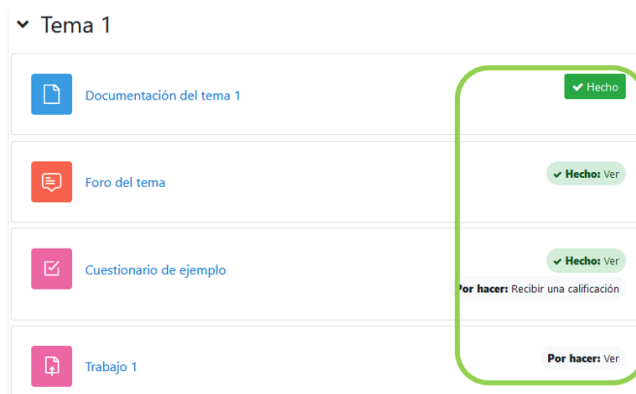 Tema 1
Documentación del tema 1
Hecho
Foro del tema
Hecho: Ver
Cuestionario de ejemplo
Hecho: Ver
Por hacer: Recibir una calificación
Trabajo 1
Por hacer: Ver